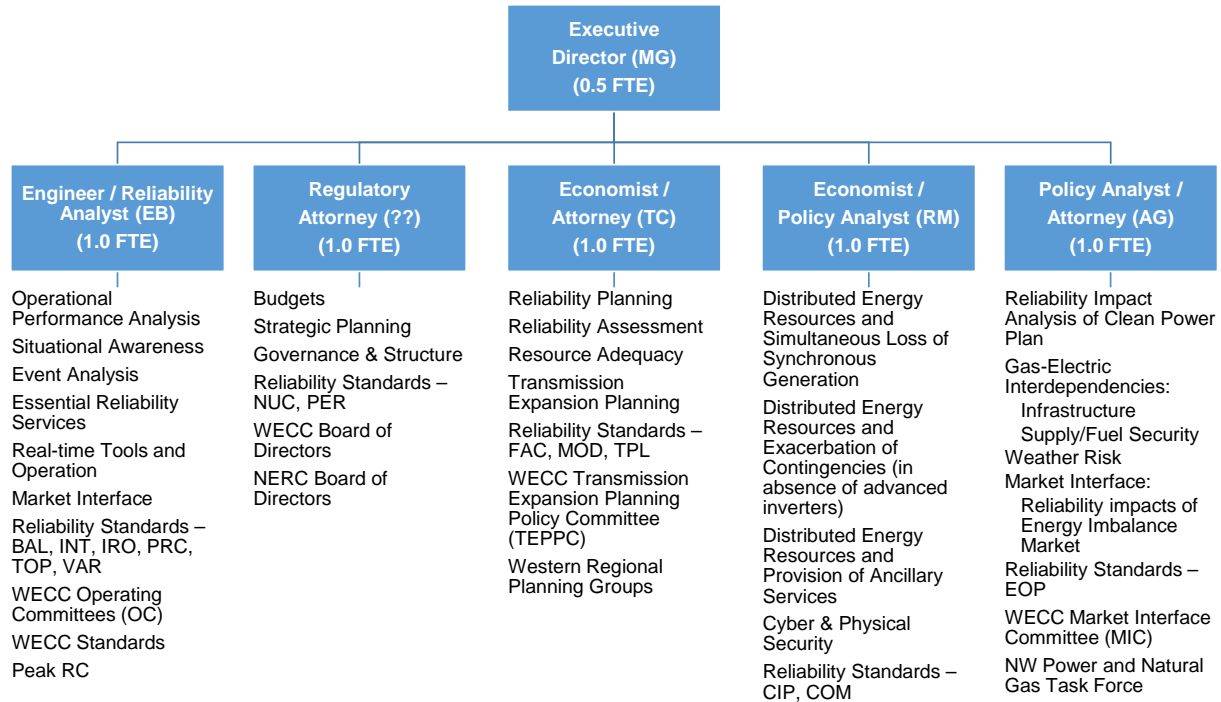 Executive
Director (MG)
(0.5 FTE)
Engineer / Reliability
Analyst (EB)
(1.0 FTE)
Operational
Performance Analysis
Situational Awareness
Event Analysis
Essential Reliability
Services
Real-time Tools and
Operation
Market Interface
Reliability Standards –
BAL, INT, IRO, PRC,
TOP, VAR
WECC Operating
Committees (OC)
WECC Standards
Peak RC
Regulatory
Attorney (??)
(1.0 FTE)
Budgets
Strategic Planning
Governance & Structure
Reliability Standards –
NUC, PER
WECC Board of
Directors
NERC Board of
Directors
Economist /
Attorney (TC)
(1.0 FTE)
Reliability Planning
Reliability Assessment
Resource Adequacy
Transmission
Expansion Planning
Reliability Standards –
FAC, MOD, TPL
WECC Transmission
Expansion Planning
Policy Committee
(TEPPC)
Western Regional
Planning Groups
Economist /
Policy Analyst (RM)
(1.0 FTE)
Distributed Energy
Resources and
Simultaneous Loss of
Synchronous
Generation
Distributed Energy
Resources and
Exacerbation of
Contingencies (in
absence of advanced
inverters)
Distributed Energy
Resources and
Provision of Ancillary
Services
Cyber & Physical
Security
Reliability Standards –
CIP, COM
Policy Analyst /
Attorney (AG)
(1.0 FTE)
Reliability Impact
Analysis of Clean Power
Plan
Gas-Electric
Interdependencies:
Infrastructure
Supply/Fuel Security
Weather Risk
Market Interface:
Reliability impacts of
Energy Imbalance
Market
Reliability Standards –
EOP
WECC Market Interface
Committee (MIC)
NW Power and Natural
Gas Task Force